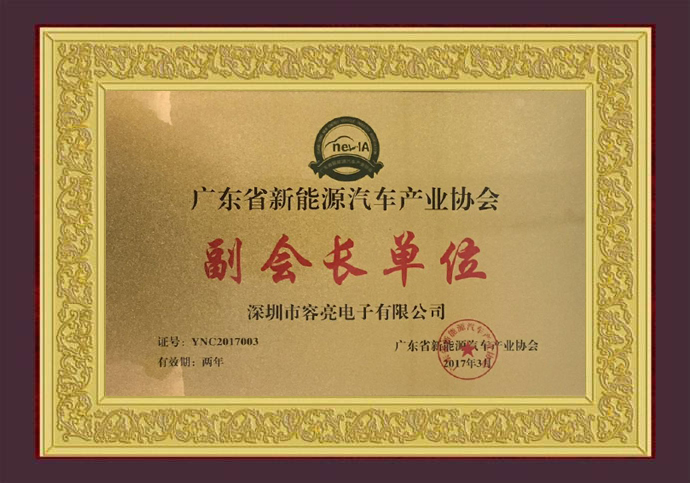 newIA
广东省新能源汽车产业协会
副会长单位
深圳市容亮电子有限公司
证号：YNC2017003
有效期：两年
广东省新能源汽车产业协会
2017年3月